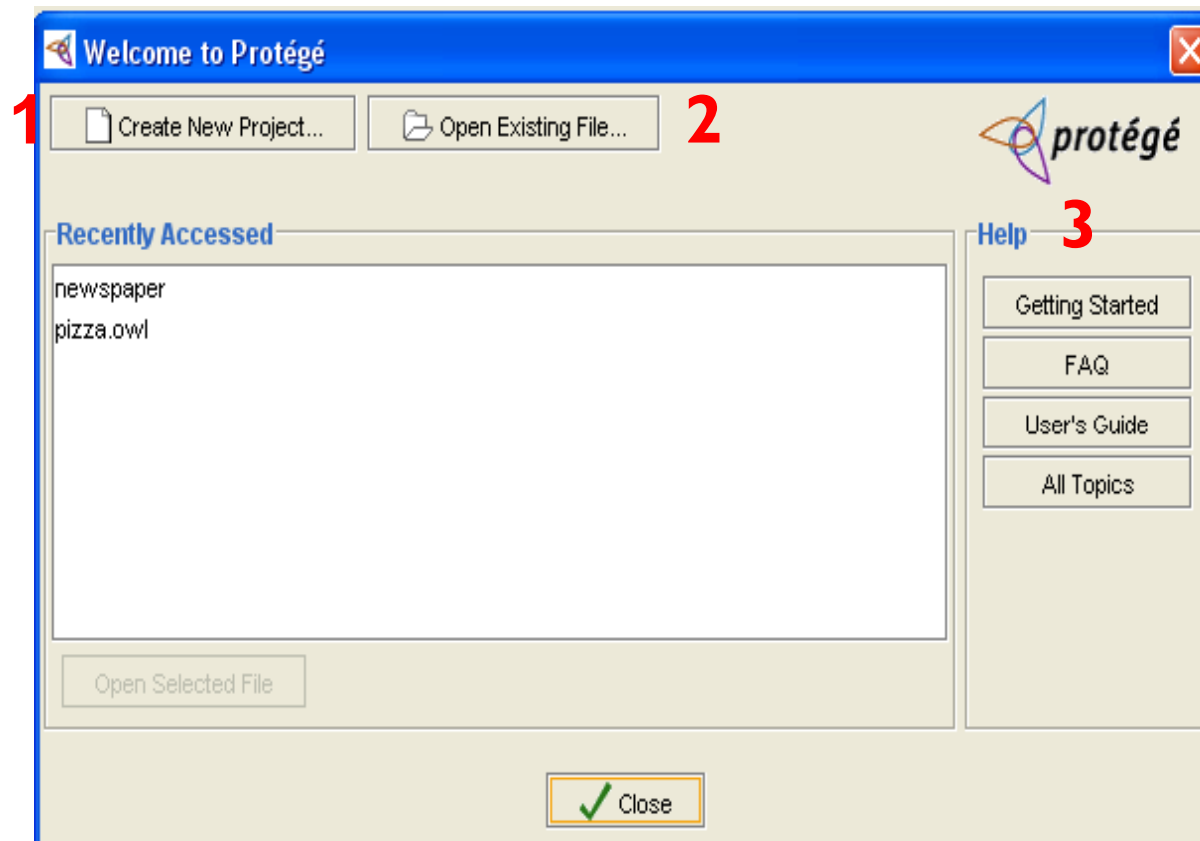 Welcome to Protégé
1 Create New Project... Open Existing File... 2
protégé
Recently Accessed
newspaper
pizza.owl
Open Selected File
Help 3
Getting Started
FAQ
User's Guide
All Topics
Close